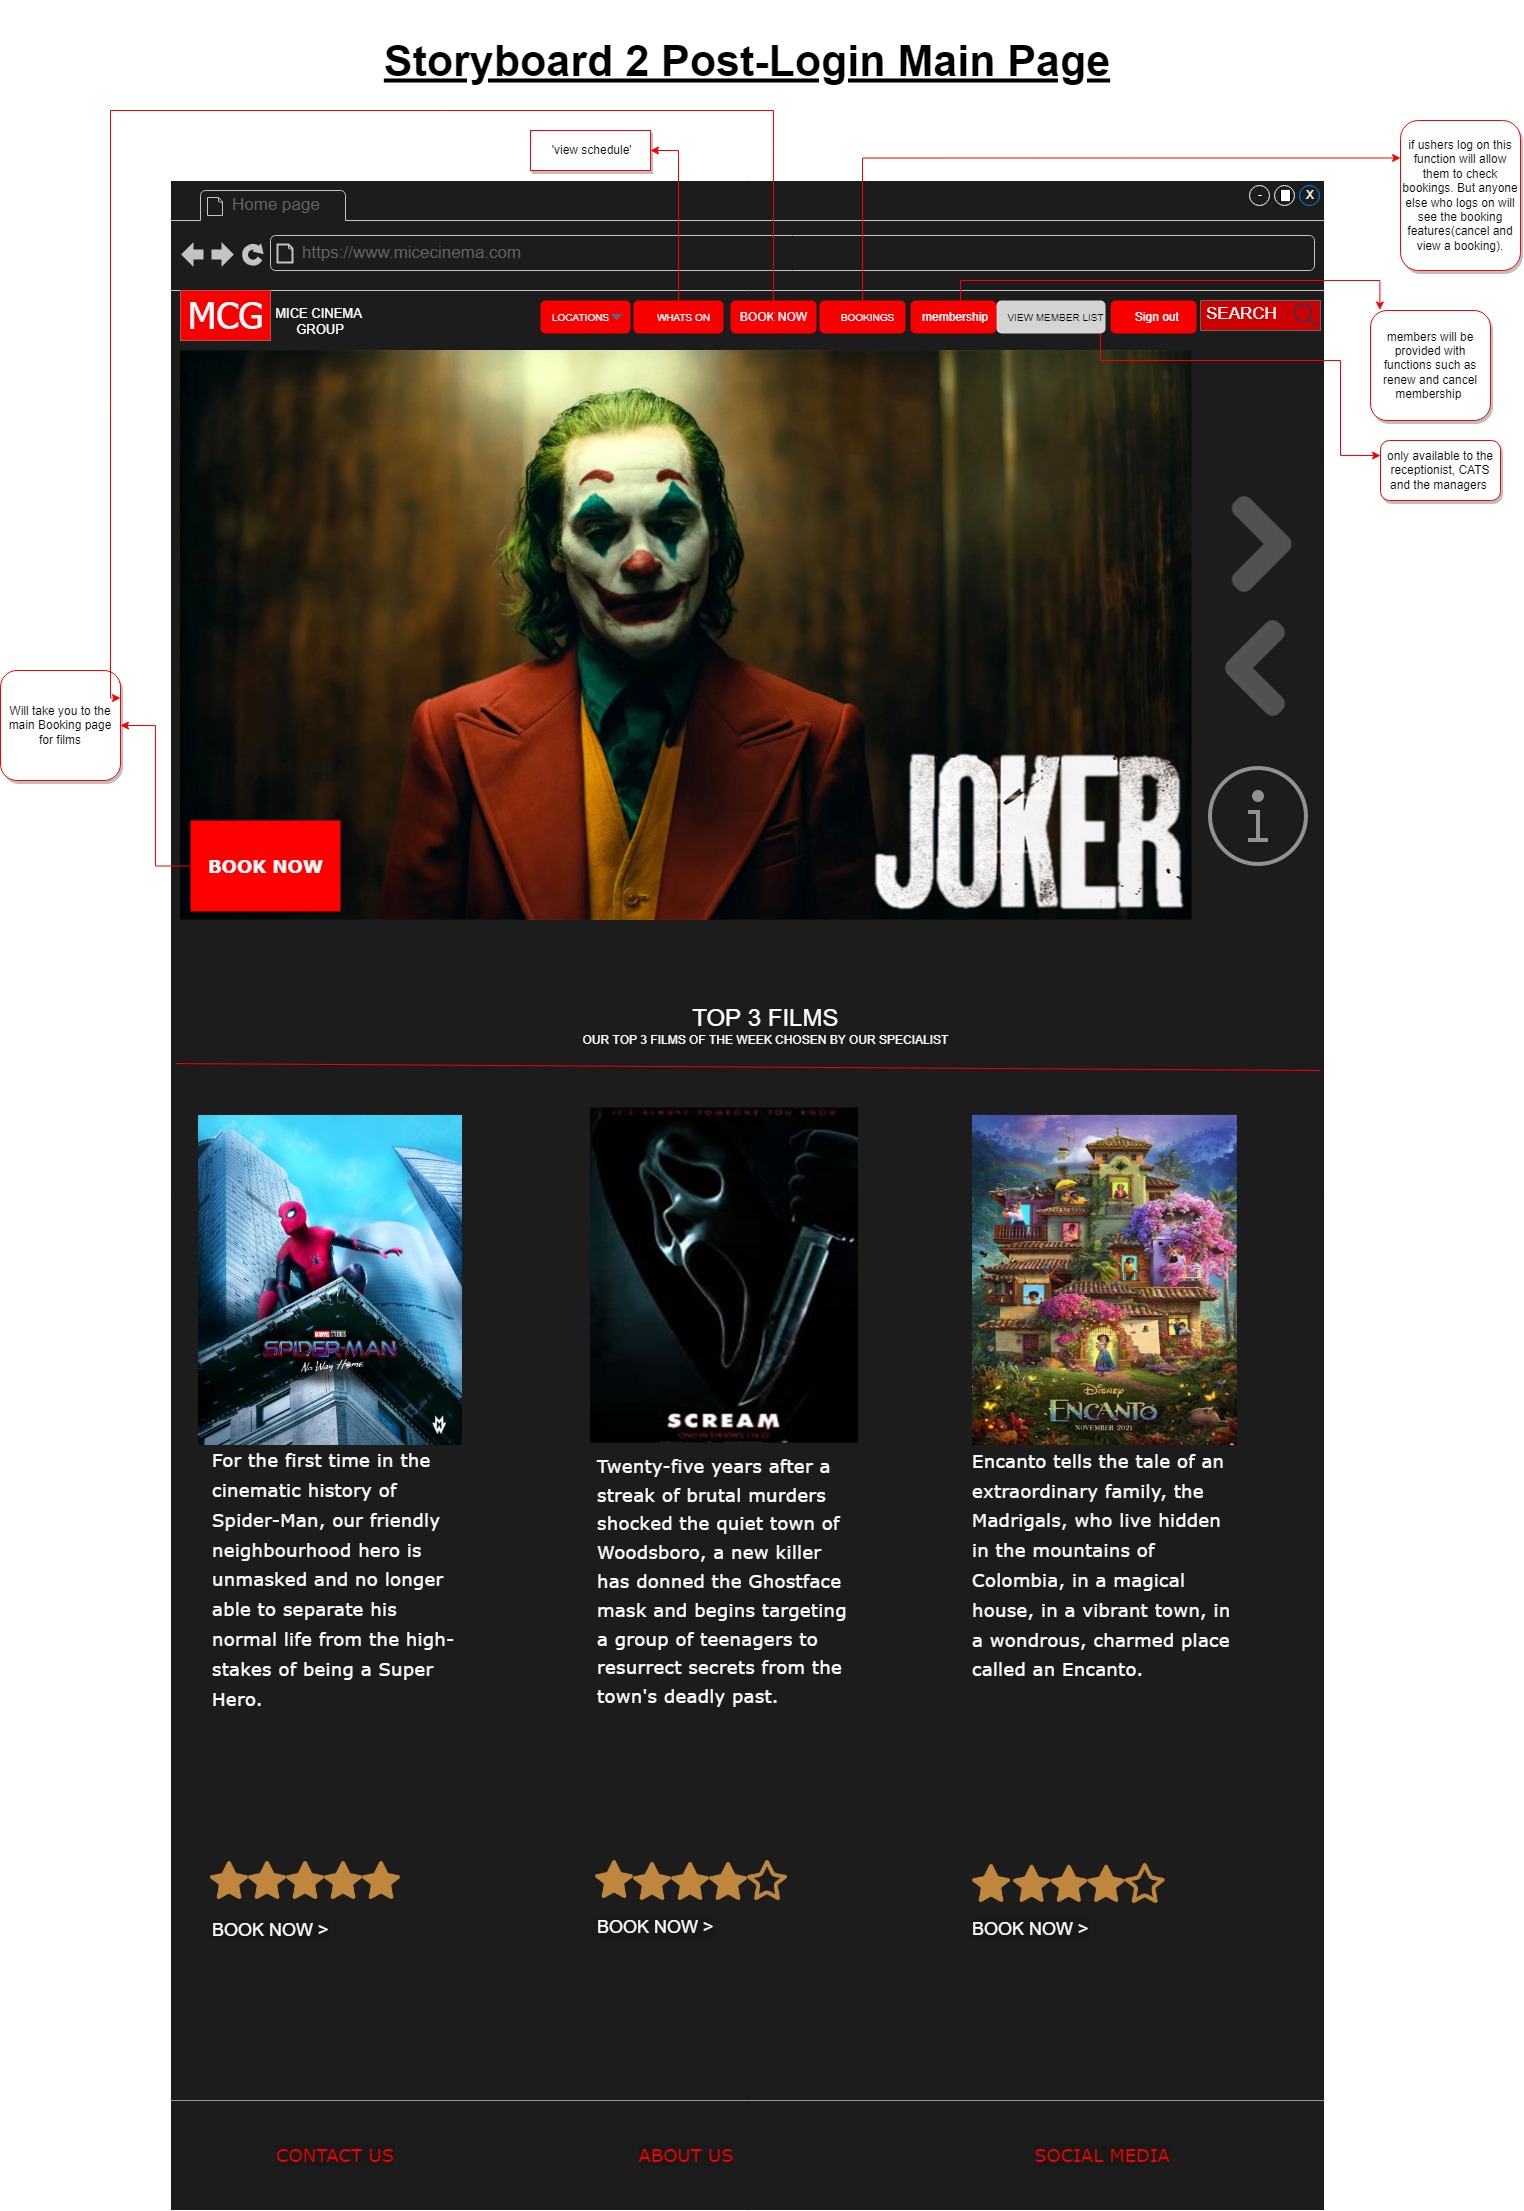 Storyboard 2 Post-Login Main Page
'view schedule'
if ushers log on this
function will allow
them to check
bookings. But anyone
else who logs on will
see the booking
features(cancel and
view a booking).
Home page
-
X
https://www.micecinema.com
MCG
MICE CINEMA
GROUP
LOCATIONS
WHATS ON
BOOK NOW
BOOKINGS
membership
VIEW MEMBER LIST
Sign out
SEARCH
members will be
provided with
functions such as
renew and cancel
membership
only available to the
receptionist, CATS
and the managers
Will take you to the
main Booking page
for films
JOKER
BOOK NOW
i
TOP 3 FILMS
OUR TOP 3 FILMS OF THE WEEK CHOSEN BY OUR SPECIALIST
MARVEL STUDIOS
SPIDER-MAN
No Way Home
For the first time in the
cinematic history of
Spider-Man, our friendly
neighbourhood hero is
unmasked and no longer
able to separate his
normal life from the high-
stakes of being a Super
Hero.
BOOK NOW >
IT'S ALWAYS SOMEONE YOU KNOW
SCREAM
Twenty-five years after a
streak of brutal murders
shocked the quiet town of
Woodsboro, a new killer
has donned the Ghostface
mask and begins targeting
a group of teenagers to
resurrect secrets from the
town's deadly past.
BOOK NOW >
DISNEY
ENCANTO
NOVEMBER 2021
Encanto tells the tale of an
extraordinary family, the
Madrigals, who live hidden
in the mountains of
Colombia, in a magical
house, in a vibrant town, in
a wondrous, charmed place
called an Encanto.
BOOK NOW >
CONTACT US
ABOUT US
SOCIAL MEDIA